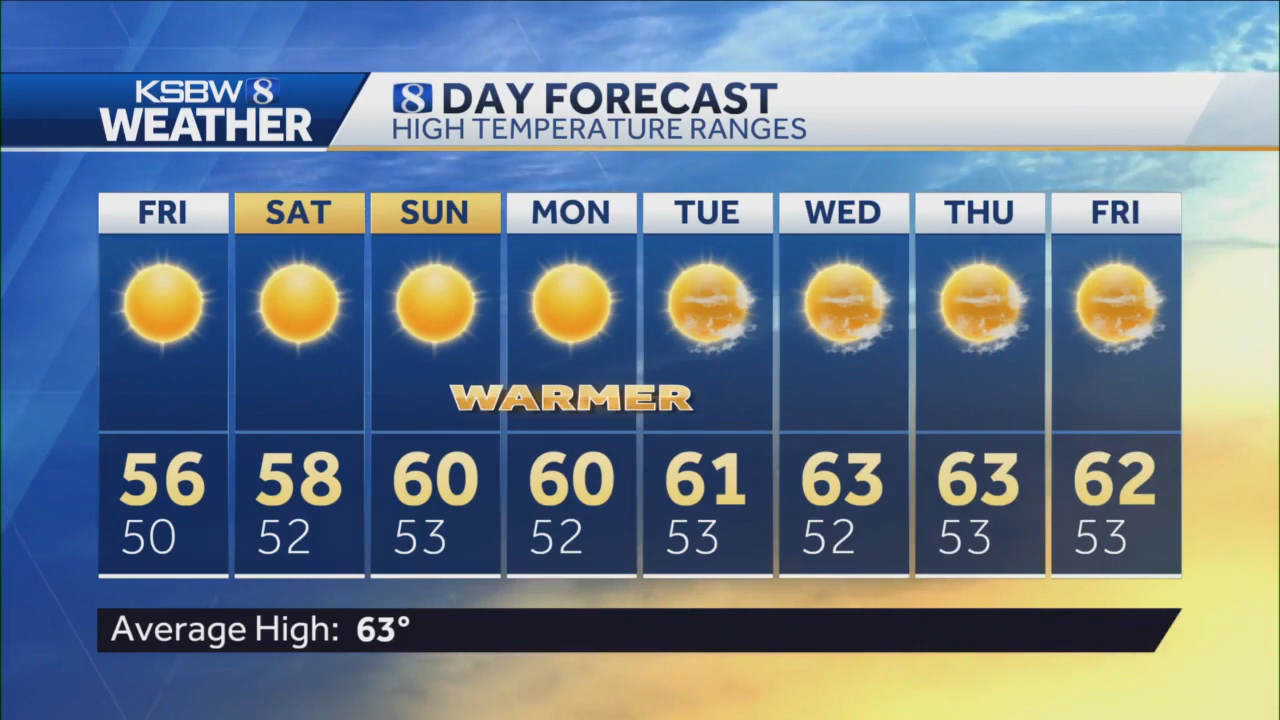 KSBW 8
WEATHER
8 DAY FORECAST
HIGH TEMPERATURE RANGES
FRI SAT SUN MON TUE WED THU FRI
WARMER
56 58 60 60 61 63 63 62
50 52 53 52 53 52 53 53
Average High: 63°